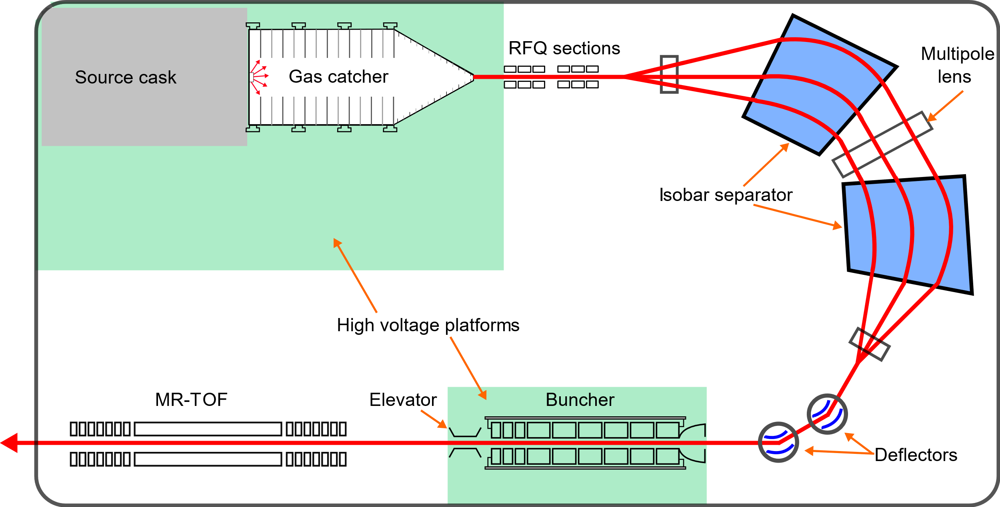 Source cask
Gas catcher
RFQ sections
Multipole
lens
Isobar separator
High voltage platforms
MR-TOF
Elevator
Buncher
Deflectors